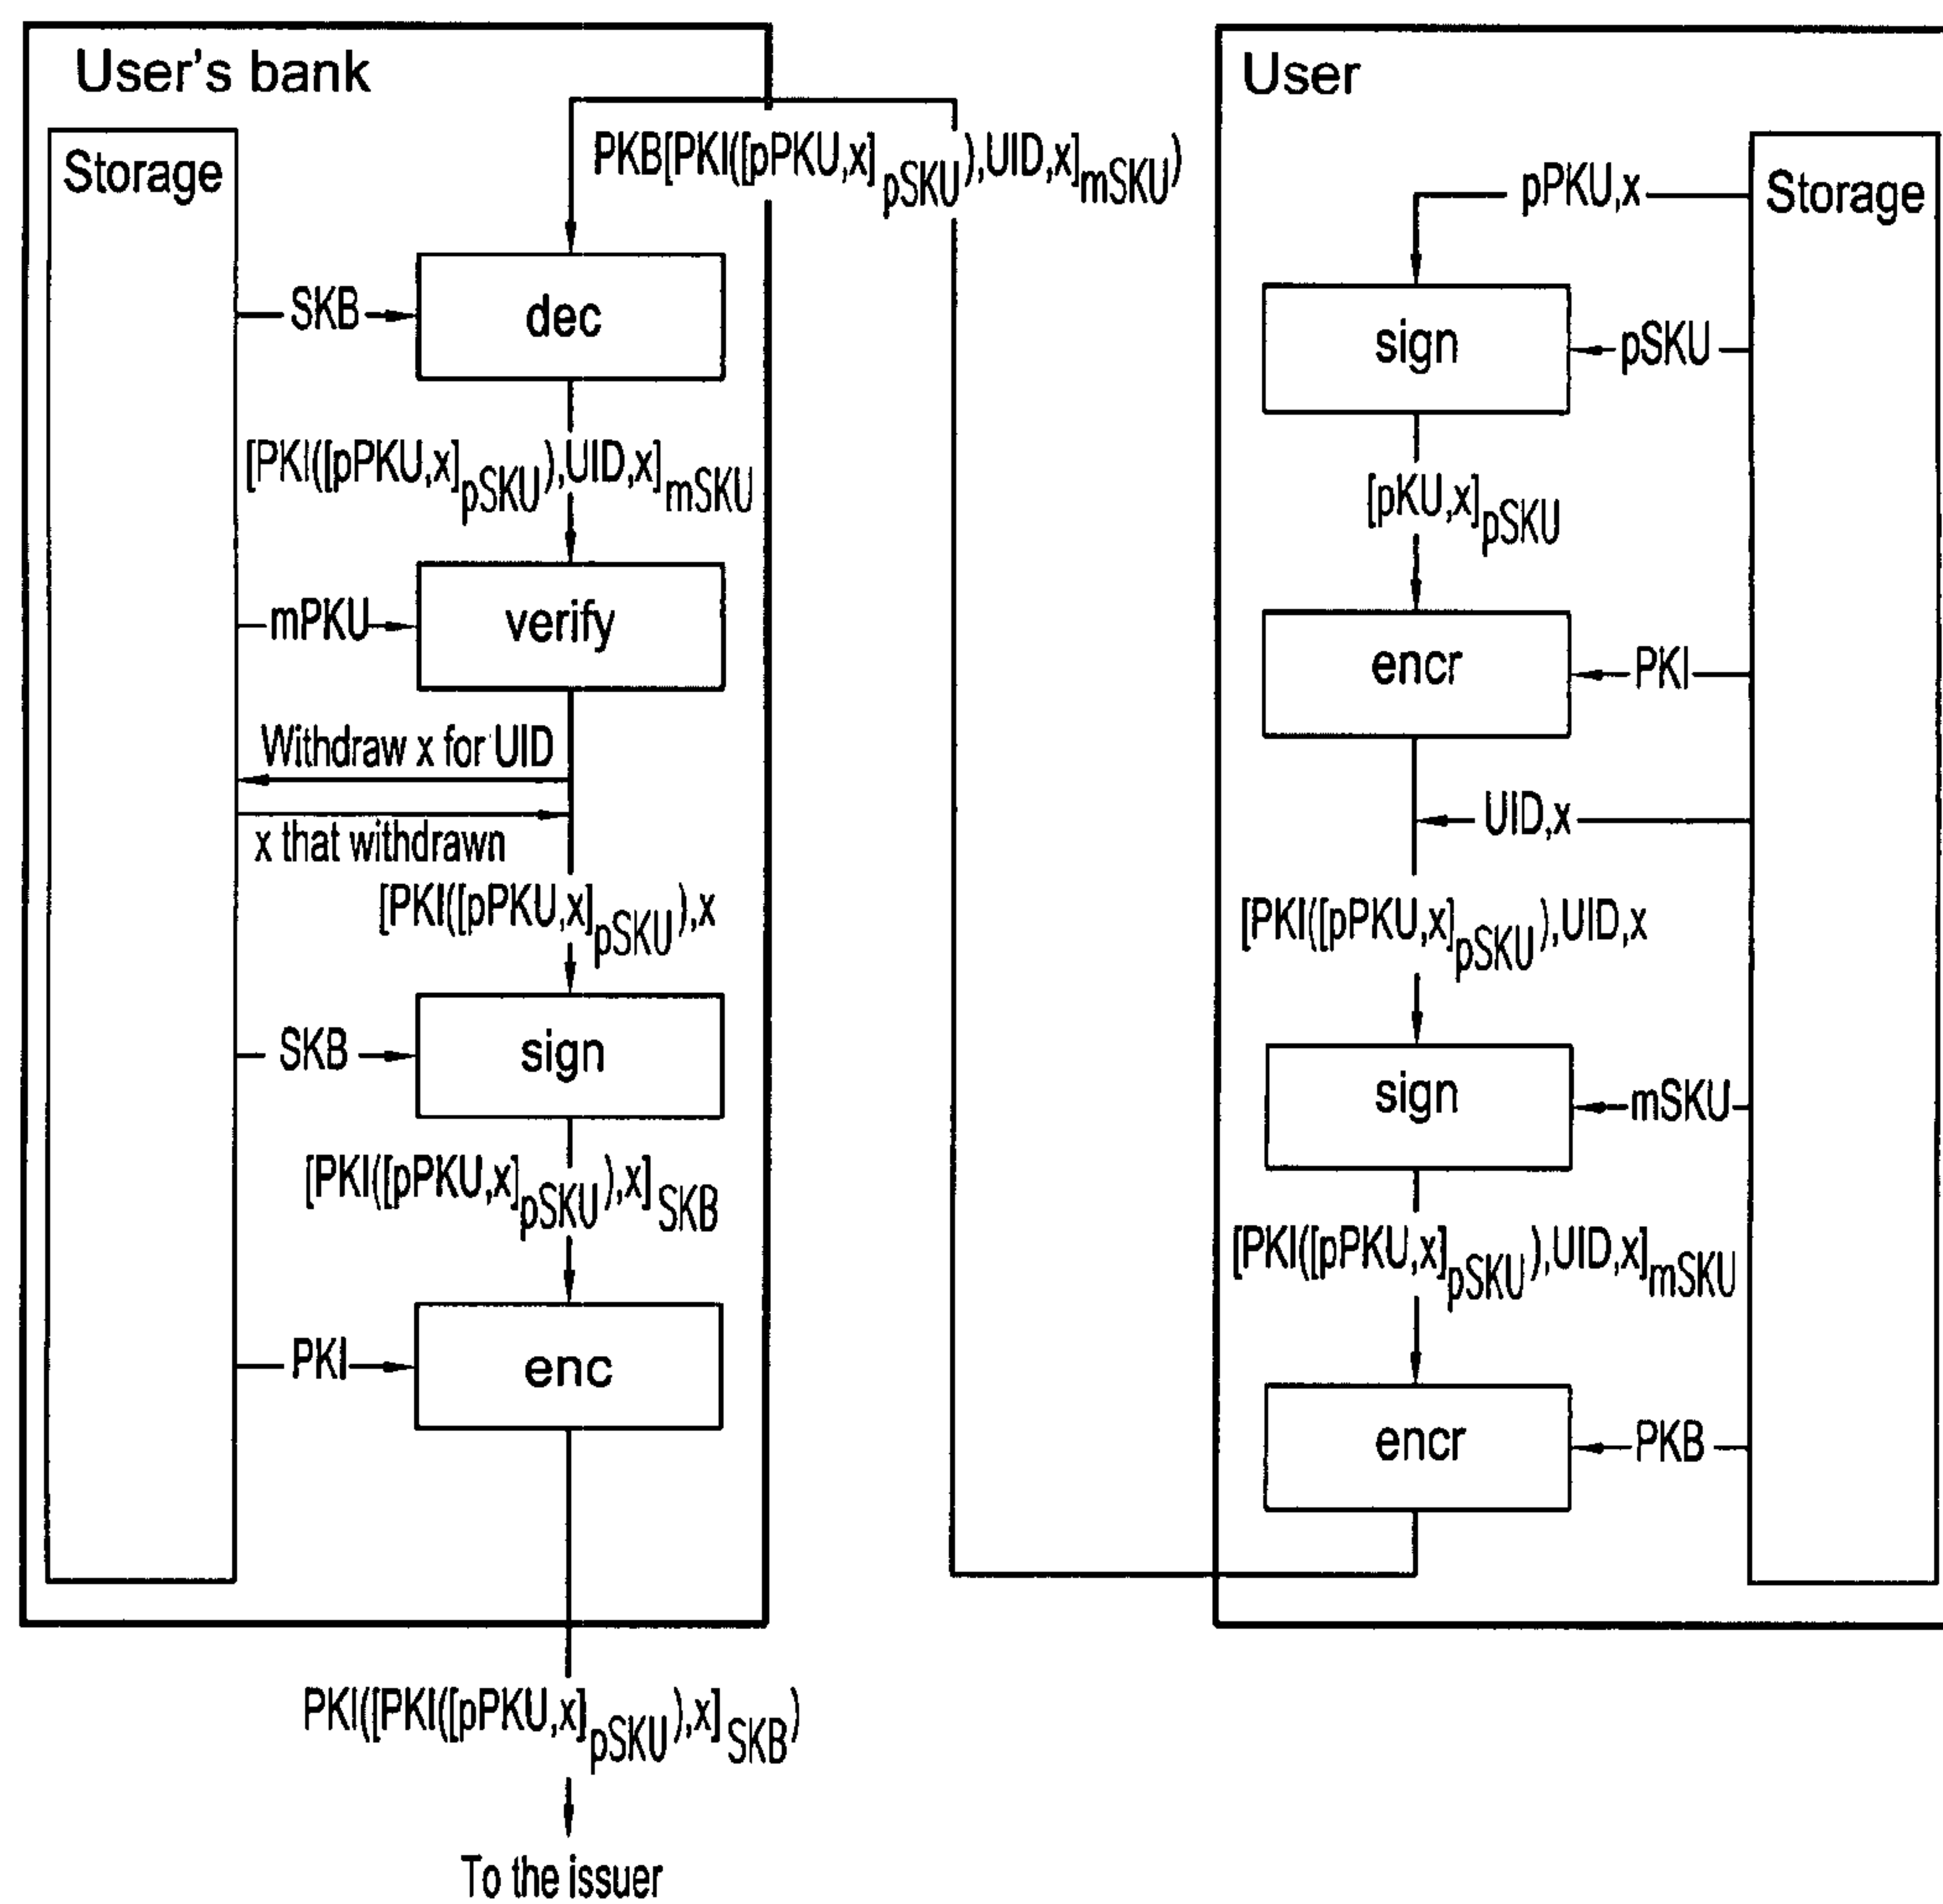 User's bank
Storage
PKB[PKI([pPKU,x]pSKU),UID,x]mSKU)
SKB
dec
[PKI([pPKU,x]pSKU),UID,x]mSKU
mPKU
verify
Withdraw x for UID
x that withdrawn
[PKI([pPKU,x]pSKU),x
SKB
sign
[PKI([pPKU,x]pSKU),x]SKB
PKI
enc
PKI([PKI([pPKU,x]pSKU),x]SKB)
To the issuer
User
Storage
pPKU,x
sign
pSKU
[pKU,x]pSKU
encr
PKI
UID,x
[PKI([pPKU,x]pSKU),UID,x
sign
mSKU
[PKI([pPKU,x]pSKU),UID,x]mSKU
encr
PKB